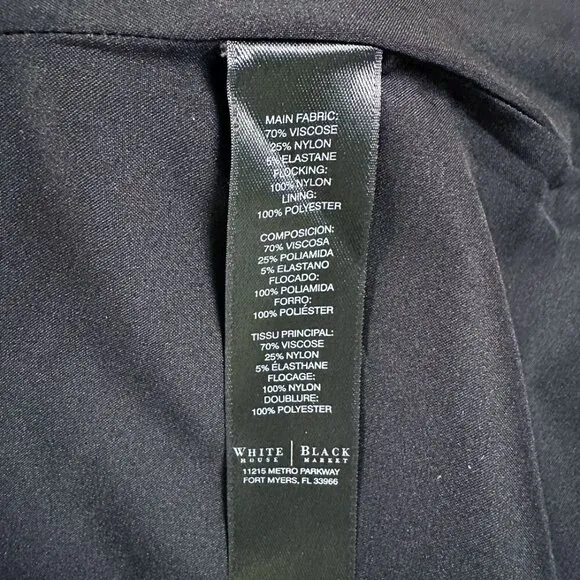 MAIN FABRIC:
70% VISCOSE
25% NYLON
5% ELASTANE
FLOCKING:
100% NYLON
LINING:
100% POLYESTER
COMPOSICIÓN:
70% VISCOSA
25% POLIAMIDA
5% ELASTANO
FLOCADO:
100% POLIAMIDA
FORRO:
100% POLIÉSTER
TISSU PRINCIPAL:
70% VISCOSE
25% NYLON
5% ÉLASTHANE
FLOCAGE:
100% NYLON
DOUBLURE:
100% POLYESTER
WHITE | BLACK
HOUSE MARKET
11215 METRO PARKWAY
FORT MYERS, FL 33966